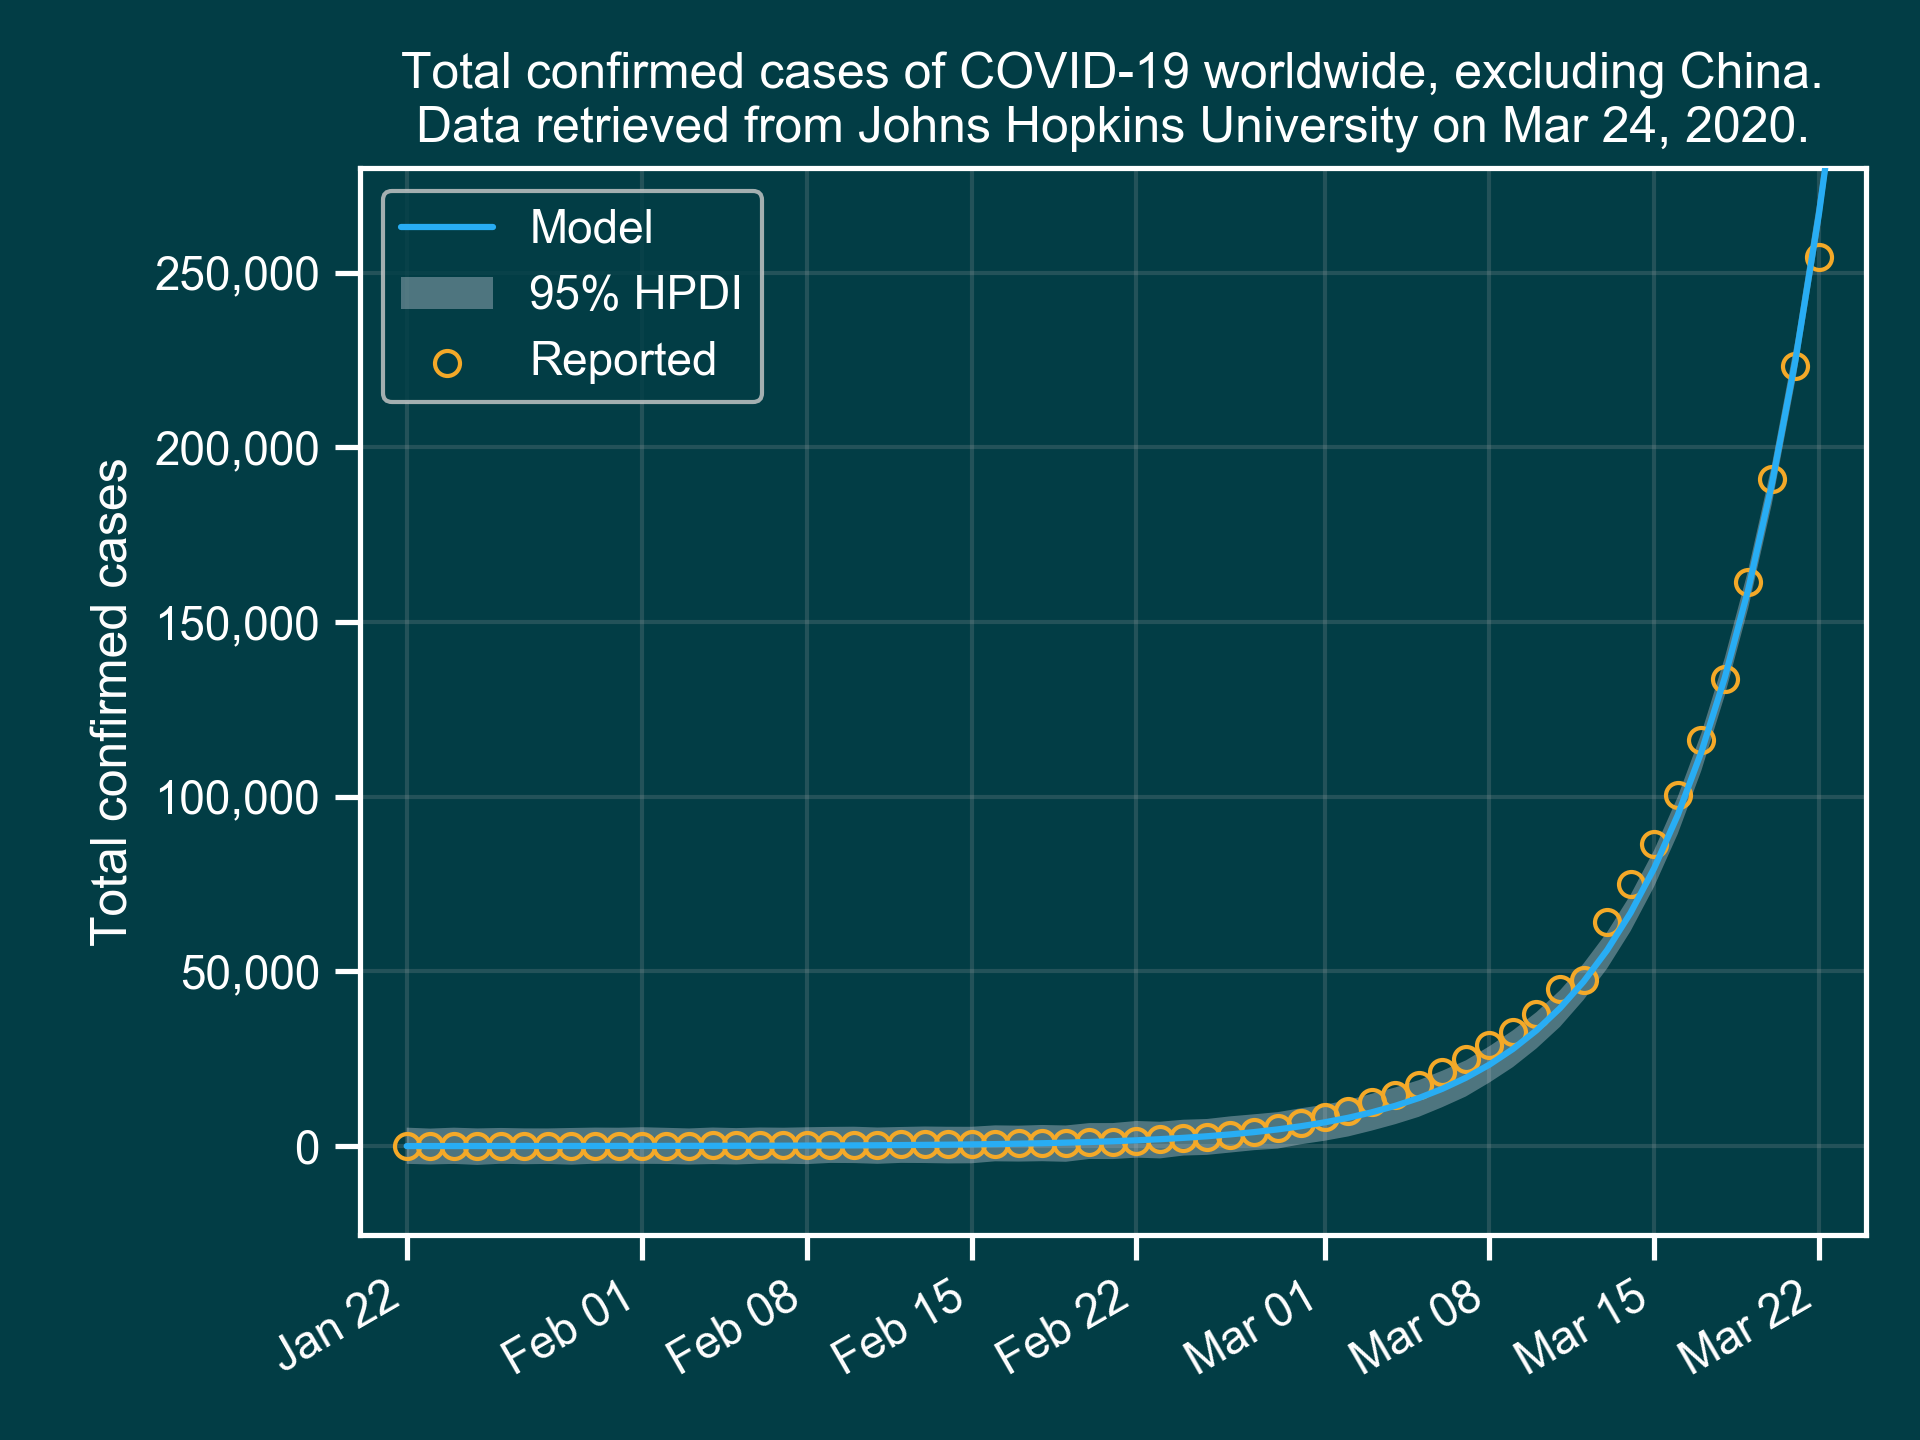 Total confirmed cases of COVID-19 worldwide, excluding China.
Data retrieved from Johns Hopkins University on Mar 24, 2020.
Model
95% HPDI
Reported
Total confirmed cases
250,000
200,000
150,000
100,000
50,000
0
Jan 22
Feb 01
Feb 08
Feb 15
Feb 22
Mar 01
Mar 08
Mar 15
Mar 22